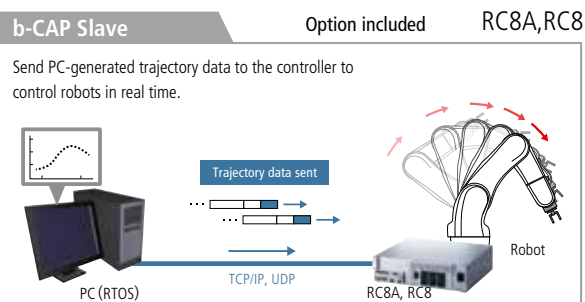 b-CAP Slave
Option included
RC8A,RC8
Send PC-generated trajectory data to the controller to
control robots in real time.
Trajectory data sent
Robot
TCP/IP, UDP
PC(RTOS)
RC8A, RC8